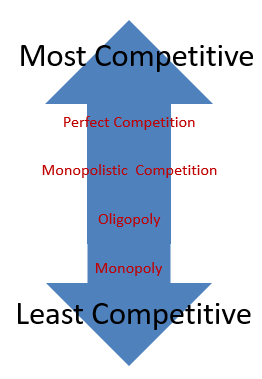 Most Competitive
Perfect Competition
Monopolistic Competition
Oligopoly
Monopoly
Least Competitive